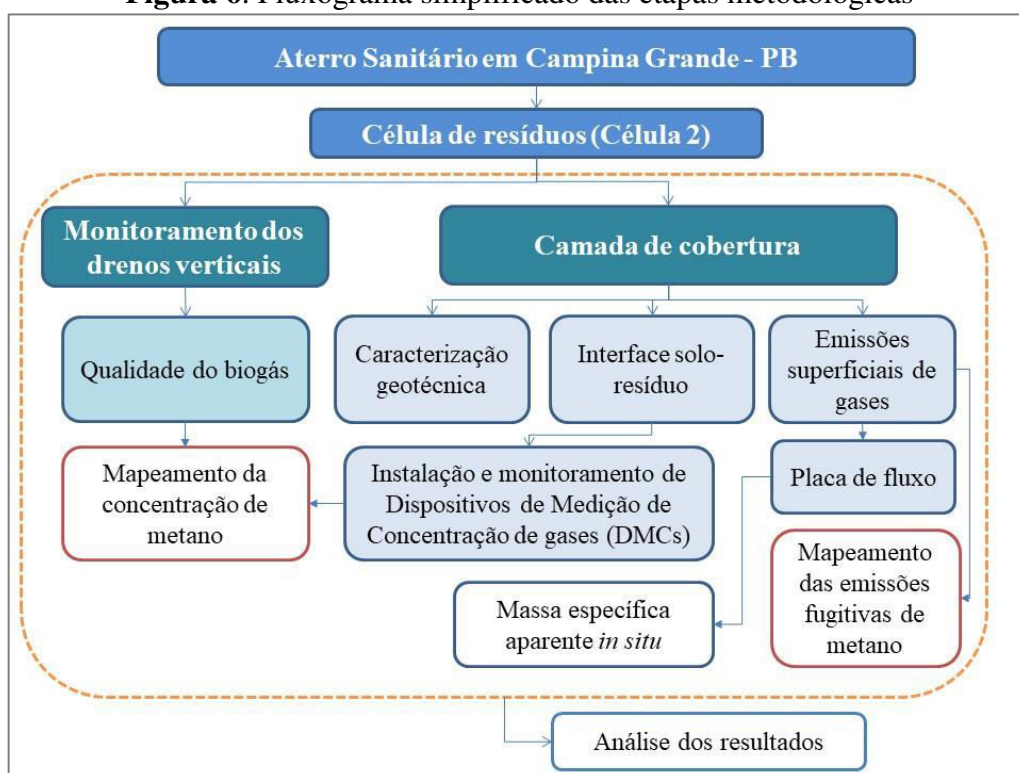 Figura 6: Fluxograma simplificado das etapas metodológicas
Aterro Sanitário em Campina Grande - PB
Célula de resíduos (Célula 2)
Monitoramento dos
drenos verticais
Camada de cobertura
Qualidade do biogás
Caracterização
geotécnica
Interface solo-
resíduo
Emissões
superficiais de
gases
Mapeamento da
concentração de
metano
Instalação e monitoramento de
Dispositivos de Medição de
Concentração de gases (DMCs)
Placa de fluxo
Massa específica
aparente in situ
Mapeamento
das emissões
fugitivas de
metano
Análise dos resultados